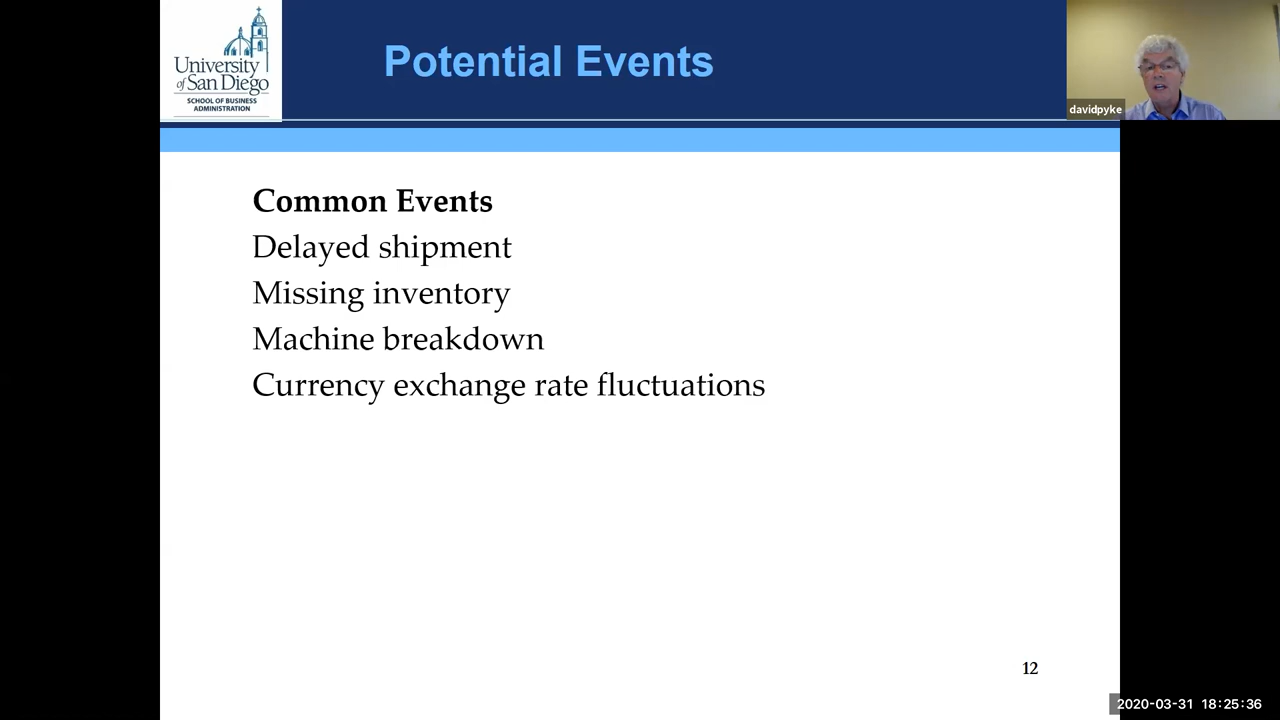 University
of San Diego
SCHOOL OF BUSINESS
ADMINISTRATION
Potential Events
davidpyke
Common Events
Delayed shipment
Missing inventory
Machine breakdown
Currency exchange rate fluctuations
12
2020-03-31 18:25:36